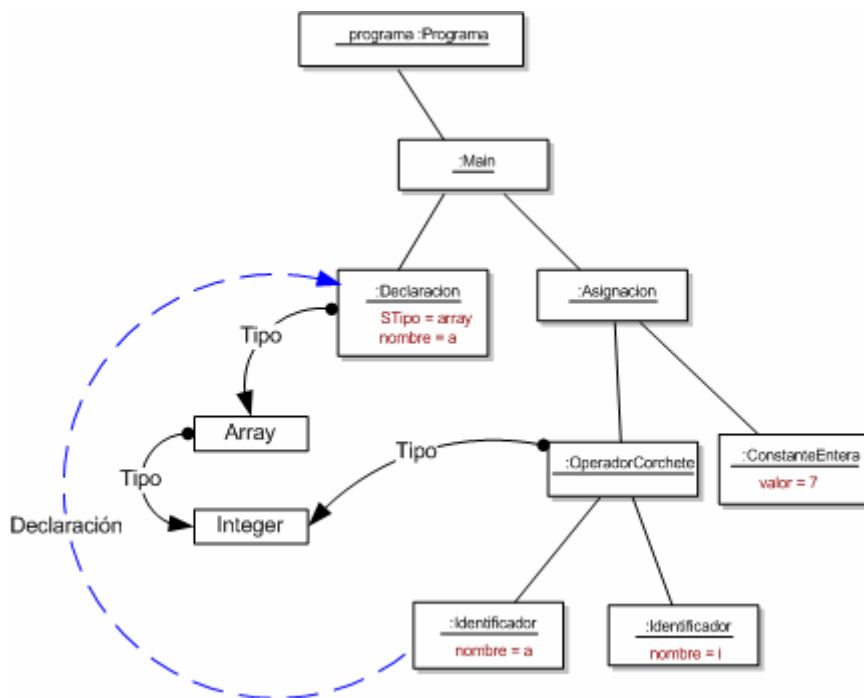 programa :Programa
:Main
:Declaracion
STipo = array
nombre = a
:Asignacion
Tipo
Array
Tipo
:OperadorCorchete
:ConstanteEntera
valor = 7
Tipo
Declaración
Integer
:Identificador
nombre = a
:Identificador
nombre = i